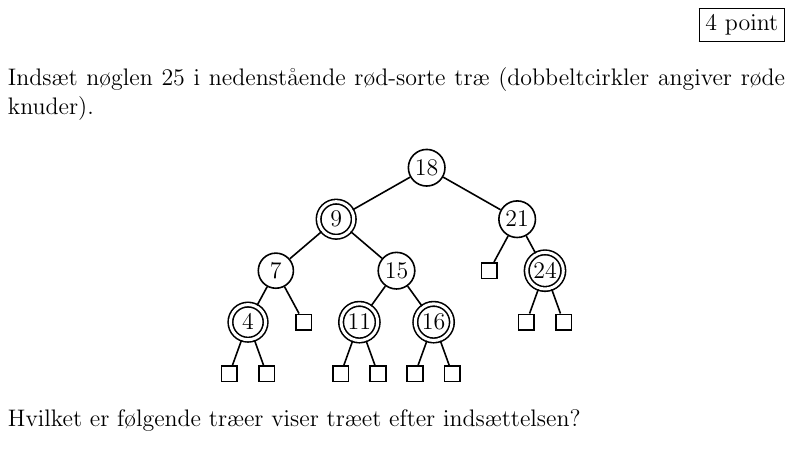 4 point
Indsæt nøglen 25 i nedenstående rød-sorte træ (dobbeltcirkler angiver røde
knuder).
18
9 21
7 15 24
4 11 16
Hvilket er følgende træer viser træet efter indsættelsen?